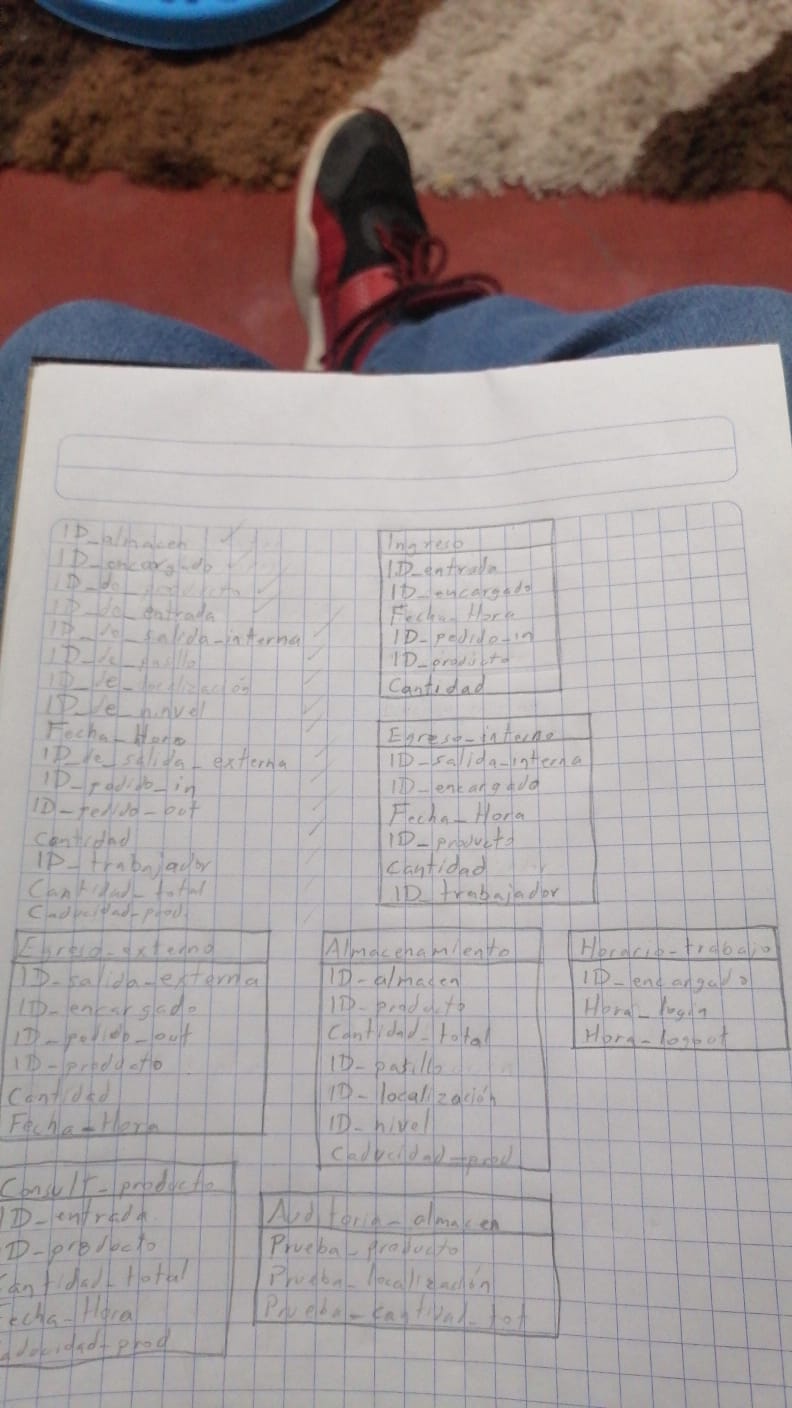 ID_almacen
ID_encargado
ID_de_producto
ID_de_entrada
ID_de_salida_interna
ID_de_pasillo
ID_de_localización
ID_de_ninvel
Fecha_Hora
ID_de_salida_externa
ID_pedido_in
ID_pedido_out
Cantidad
ID_trabajador
Cantidad_total
Caducidad_prod.
Ingreso
ID_entrada
ID_encargado
Fecha_Hora
ID_pedido_in
ID_producto
Cantidad
Egreso_interno
ID_salida_interna
ID_encargado
Fecha_Hora
ID_producto
Cantidad
ID_trabajador
Egreso_externo
ID_salida_externa
ID_encargado
ID_pedido_out
ID_producto
Cantidad
Fecha_Hora
Almacenamiento
ID_almacen
ID_producto
Cantidad_total
ID_pasillo
ID_localización
ID_nivel
Caducidad_prod
Horario_trabajo
ID_encargado
Hora_login
Hora_logout
Consult_producto
ID_entrada
ID_producto
Cantidad_total
Fecha_Hora
Caducidad_prod
Auditoria_almacen
Prueba_producto
Prueba_localización
Prueba_cantidad_tot